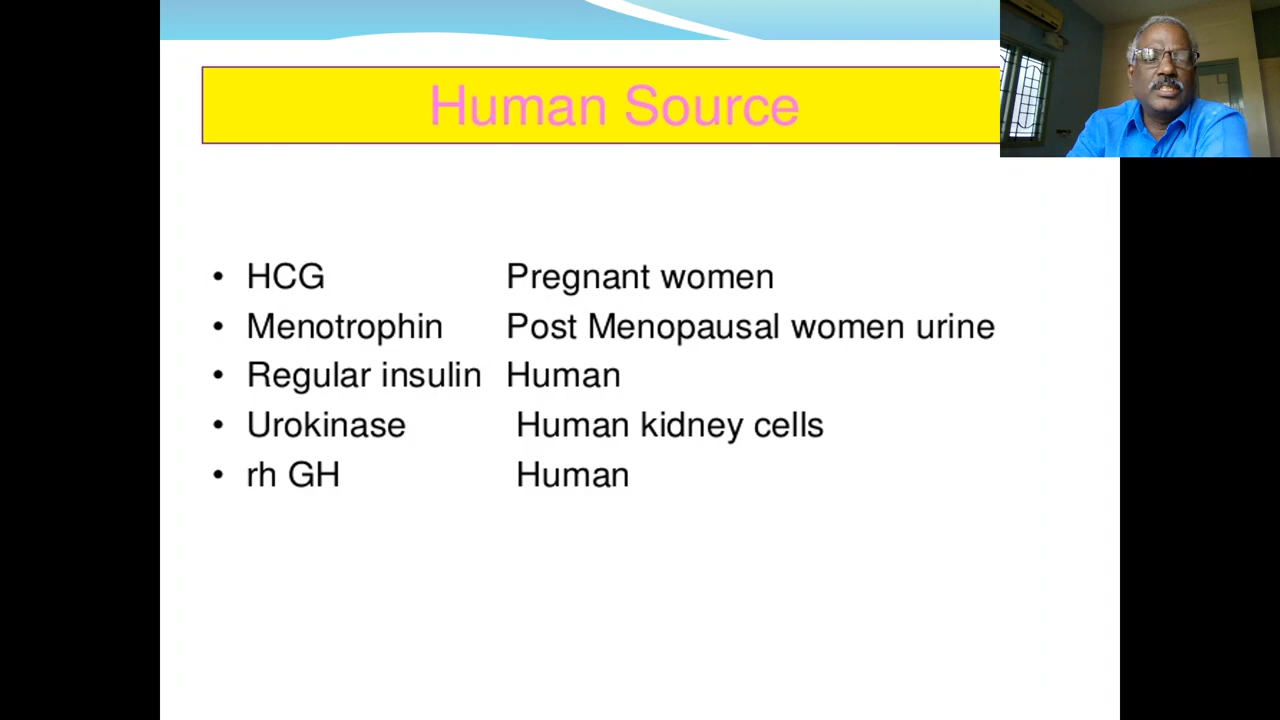 Human Source
• HCG Pregnant women
• Menotrophin Post Menopausal women urine
• Regular insulin Human
• Urokinase Human kidney cells
• rh GH Human